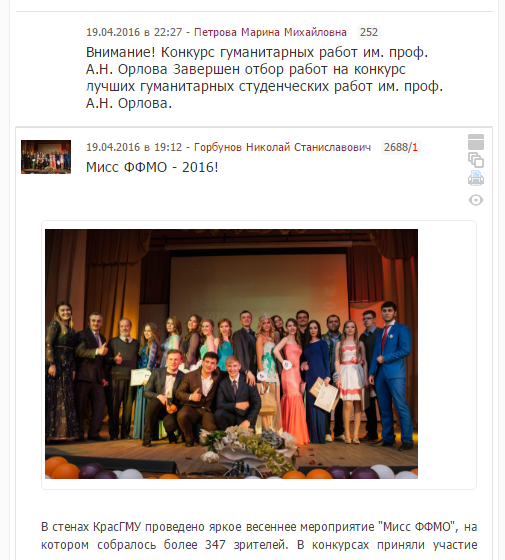 19.04.2016 в 22:27 - Петрова Марина Михайловна 252
Внимание! Конкурс гуманитарных работ им. проф.
А.Н. Орлова Завершен отбор работ на конкурс
лучших гуманитарных студенческих работ им. проф.
А.Н. Орлова.
19.04.2016 в 19:12 - Горбунов Николай Станиславович 2688/1
Мисс ФФМО - 2016!
В стенах КрасГМУ проведено яркое весеннее мероприятие "Мисс ФФМО", на
котором собралось более 347 зрителей. В конкурсах приняли участие